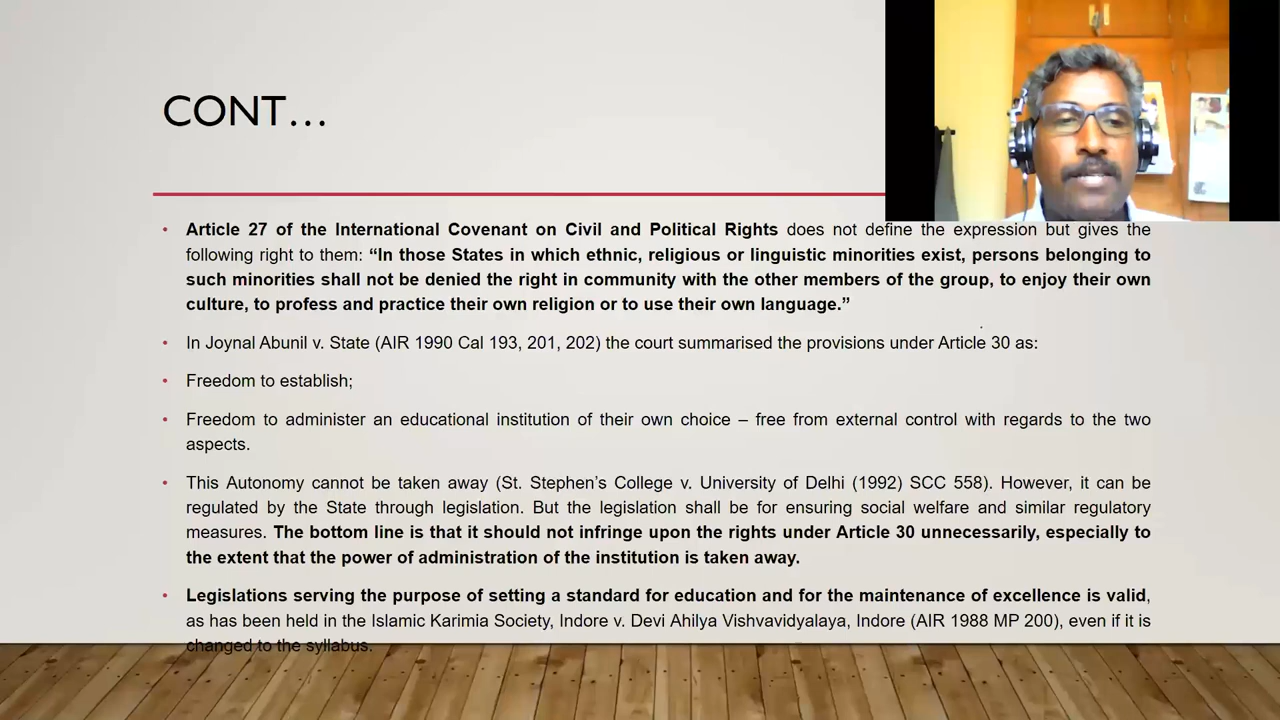 CONT...
• Article 27 of the International Covenant on Civil and Political Rights does not define the expression but gives the
following right to them: “In those States in which ethnic, religious or linguistic minorities exist, persons belonging to
such minorities shall not be denied the right in community with the other members of the group, to enjoy their own
culture, to profess and practice their own religion or to use their own language.”
• In Joynal Abunil v. State (AIR 1990 Cal 193, 201, 202) the court summarised the provisions under Article 30 as:
• Freedom to establish;
• Freedom to administer an educational institution of their own choice – free from external control with regards to the two
aspects.
• This Autonomy cannot be taken away (St. Stephen’s College v. University of Delhi (1992) SCC 558). However, it can be
regulated by the State through legislation. But the legislation shall be for ensuring social welfare and similar regulatory
measures. The bottom line is that it should not infringe upon the rights under Article 30 unnecessarily, especially to
the extent that the power of administration of the institution is taken away.
• Legislations serving the purpose of setting a standard for education and for the maintenance of excellence is valid,
as has been held in the Islamic Karimia Society, Indore v. Devi Ahilya Vishvavidyalaya, Indore (AIR 1988 MP 200), even if it is
changed to the syllabus.